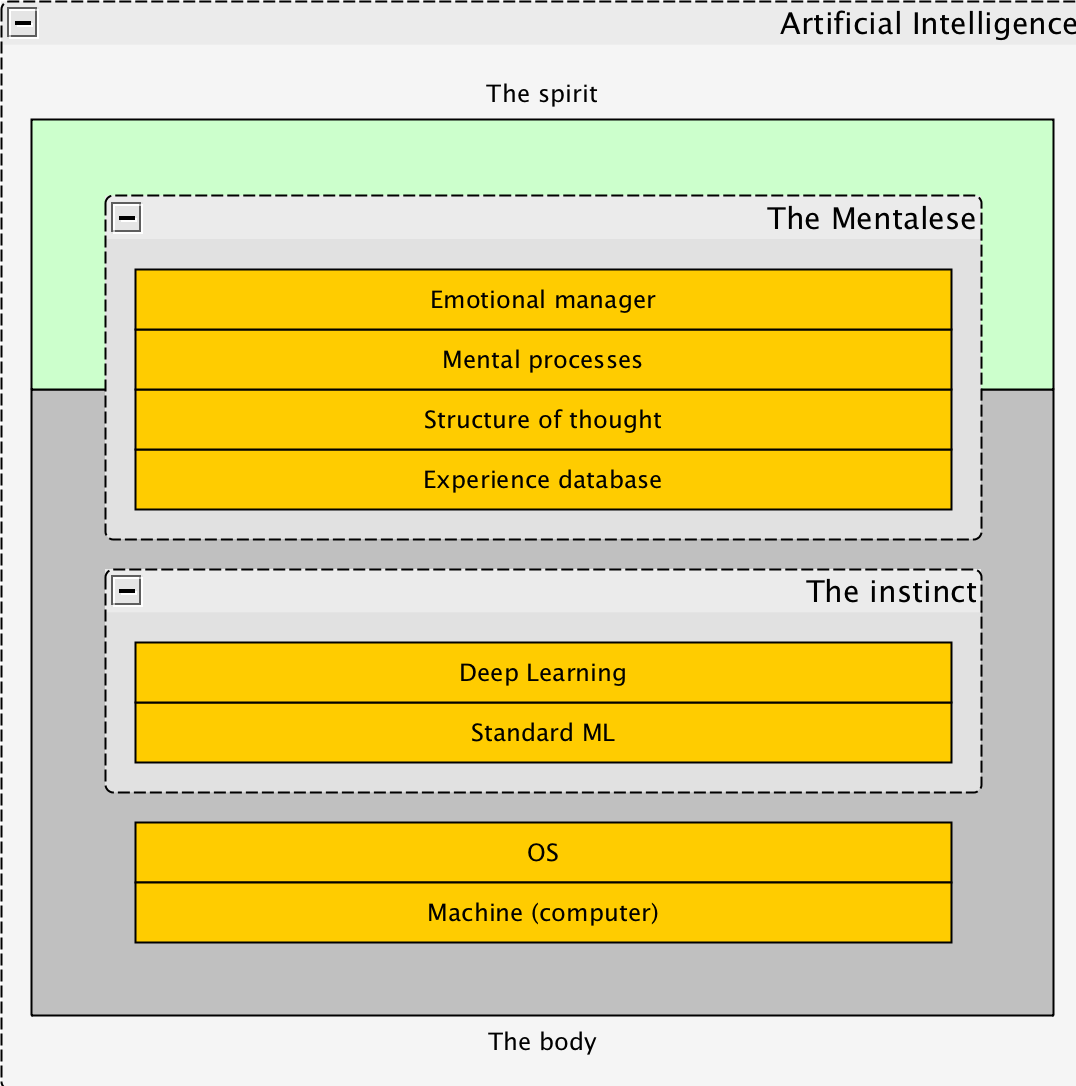 Artificial Intelligence
The spirit
The Mentalese
Emotional manager
Mental processes
Structure of thought
Experience database
The instinct
Deep Learning
Standard ML
OS
Machine (computer)
The body